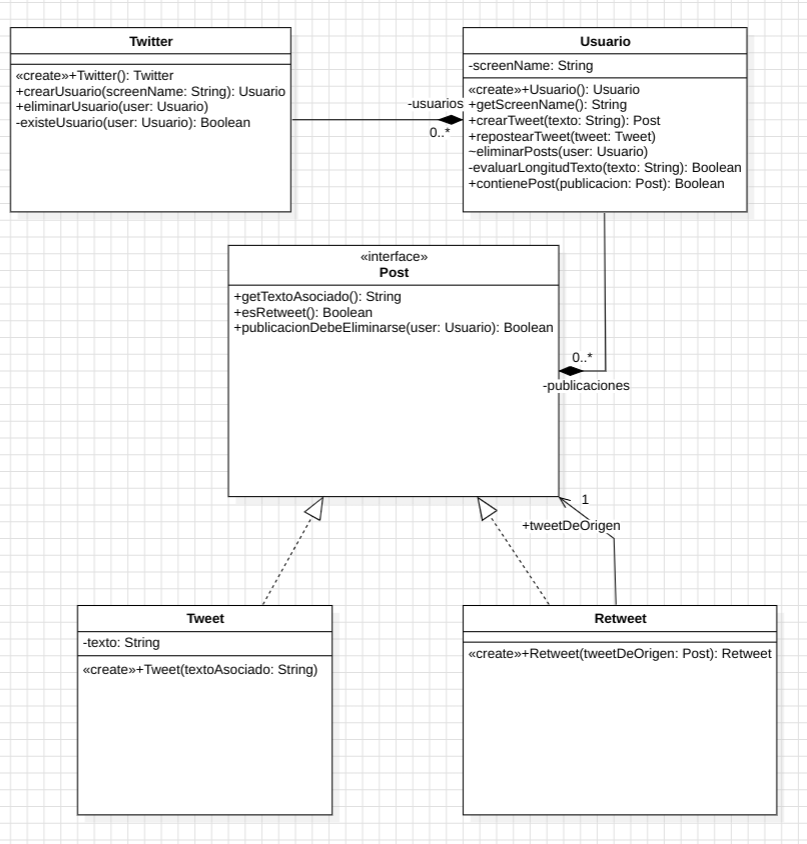 Twitter
«create»+Twitter(): Twitter
+crearUsuario(screenName: String): Usuario
+eliminarUsuario(user: Usuario)
-existeUsuario(user: Usuario): Boolean
-usuarios
0..*
Usuario
-screenName: String
«create»+Usuario(): Usuario
+getScreenName(): String
+crearTweet(texto: String): Post
+repostearTweet(tweet: Tweet)
~eliminarPosts(user: Usuario)
-evaluarLongitudTexto(texto: String): Boolean
+contienePost(publicacion: Post): Boolean
«interface»
Post
+getTextoAsociado(): String
+esRetweet(): Boolean
+publicacionDebeEliminarse(user: Usuario): Boolean
0..*
-publicaciones
1
+tweetDeOrigen
Tweet
-texto: String
«create»+Tweet(textoAsociado: String)
Retweet
«create»+Retweet(tweetDeOrigen: Post): Retweet